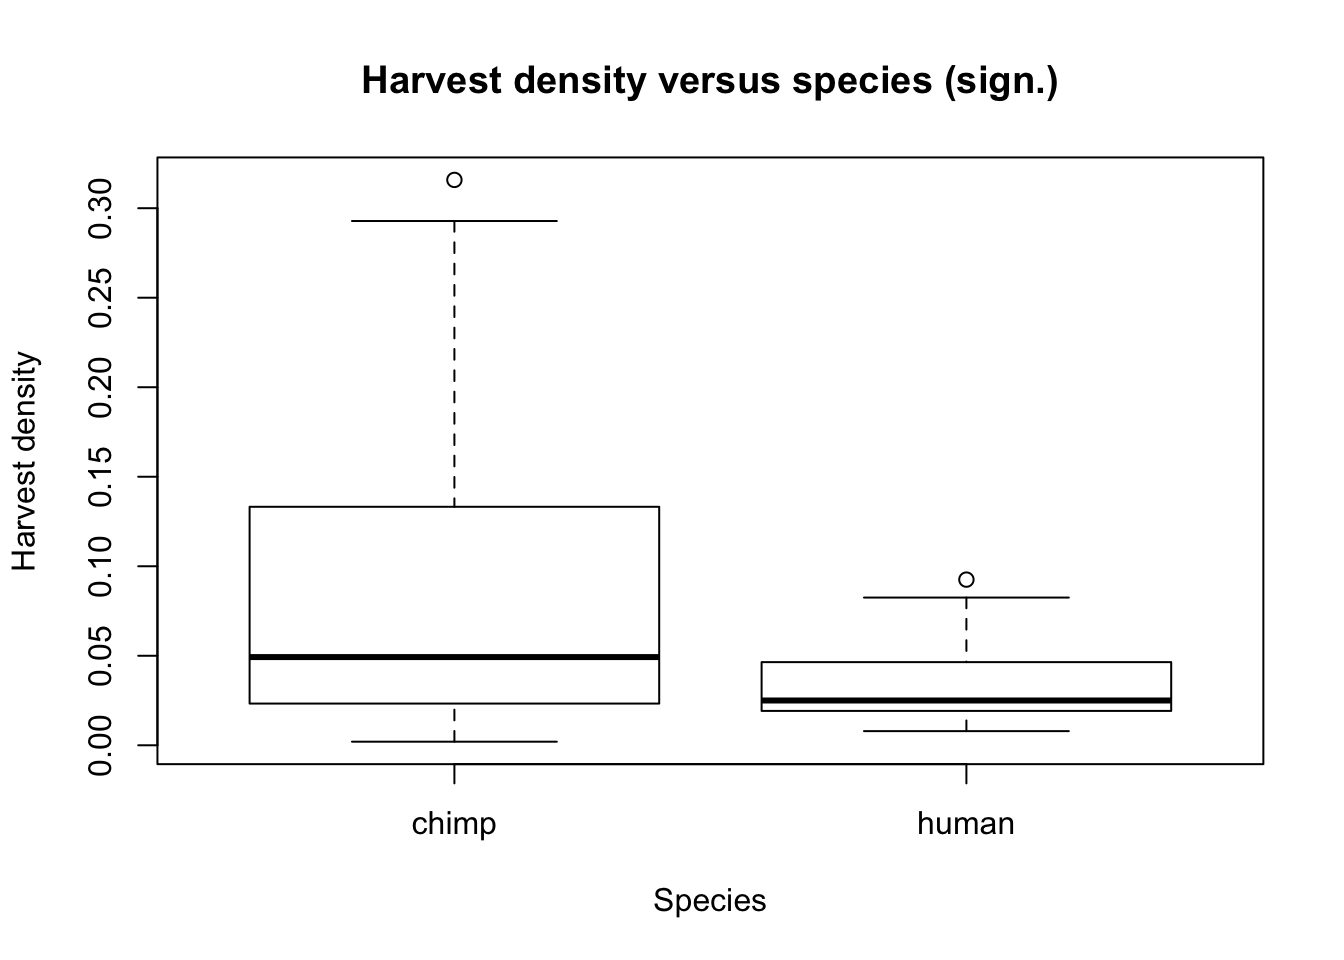 Harvest density versus species (sign.)
Harvest density
0.30
0.25
0.20
0.15
0.10
0.05
0.00
chimp human
Species